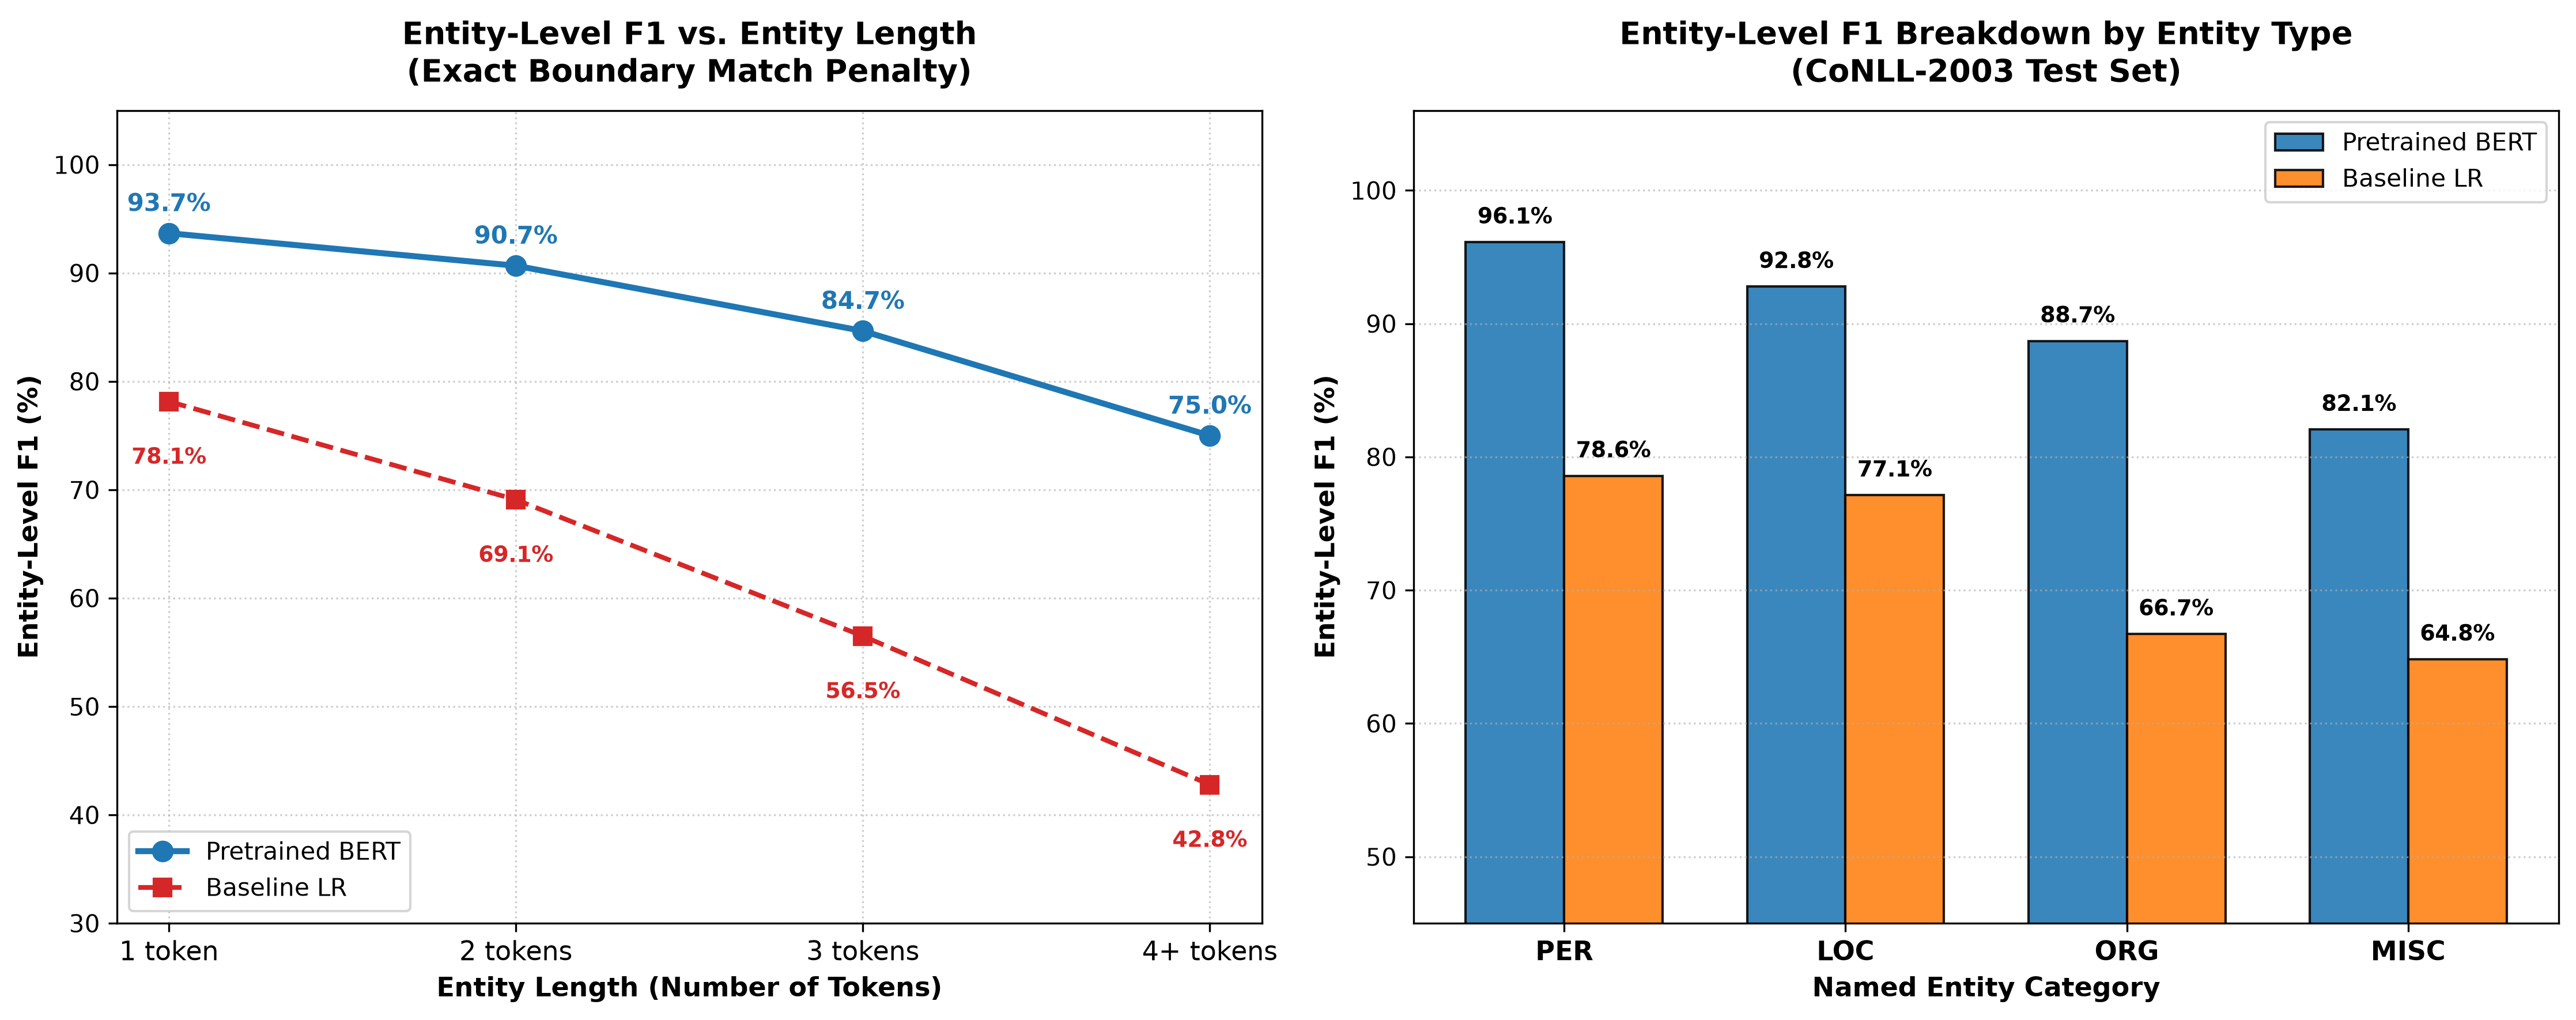 Entity-Level F1 vs. Entity Length
(Exact Boundary Match Penalty)
Entity-Level F1 (%)
100
90
80
70
60
50
40
30
93.7%
90.7%
84.7%
75.0%
78.1%
69.1%
56.5%
42.8%
Pretrained BERT
Baseline LR
1 token
2 tokens
3 tokens
4+ tokens
Entity Length (Number of Tokens)
Entity-Level F1 Breakdown by Entity Type
(CoNLL-2003 Test Set)
Entity-Level F1 (%)
100
90
80
70
60
50
Pretrained BERT
Baseline LR
96.1%
78.6%
92.8%
77.1%
88.7%
66.7%
82.1%
64.8%
PER
LOC
ORG
MISC
Named Entity Category